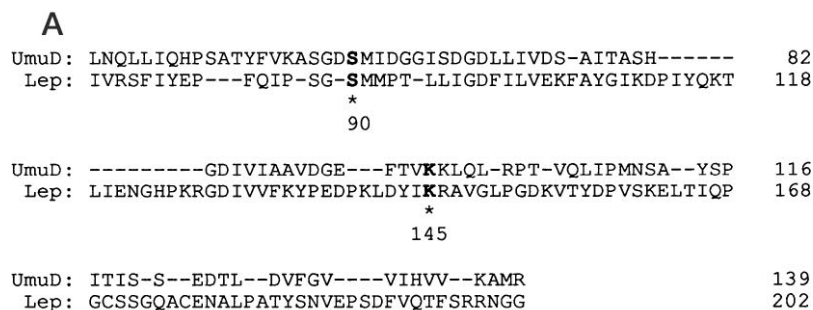 A
UmuD: LNQLLIQHPSATYFVKASGDSMIDGGISDGDLLIVDS-AITASH------ 82
Lep: IVRSFIYEP---FQIP-SG-SMMPT-LLIGDFILVEKFAYGIKDPIYQKT 118
*
90
UmuD: ---------GDIVIAAVDGE---FTVKKLQL-RPT-VQLIPMNSA--YSP 116
Lep: LIENGHPKRGDIVVFKYPEDPKLDYIKRAVGLPGDKVTYDPVSKELTIQP 168
*
145
UmuD: ITIS-S--EDTL--DVFGV----VIHVV--KAMR 139
Lep: GCSSGQACENALPATYSNVEPSDFVQTFSRRNGG 202